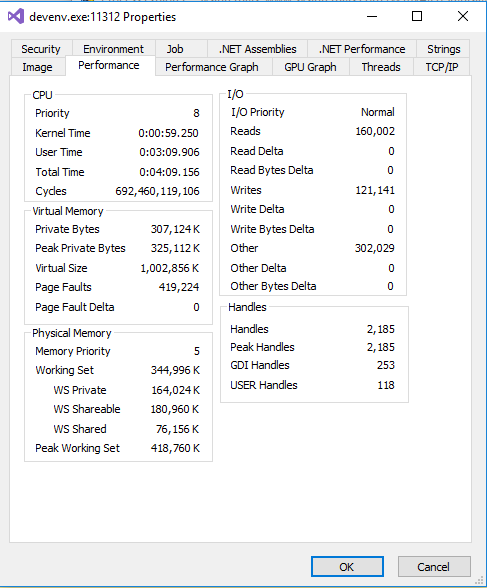 devenv.exe:11312 Properties
Security Environment Job .NET Assemblies .NET Performance Strings
Image Performance Performance Graph GPU Graph Threads TCP/IP
CPU
Priority 8
Kernel Time 0:00:59.250
User Time 0:03:09.906
Total Time 0:04:09.156
Cycles 692,460,119,106
Virtual Memory
Private Bytes 307,124 K
Peak Private Bytes 325,112 K
Virtual Size 1,002,856 K
Page Faults 419,224
Page Fault Delta 0
Physical Memory
Memory Priority 5
Working Set 344,996 K
WS Private 164,024 K
WS Shareable 180,960 K
WS Shared 76,156 K
Peak Working Set 418,760 K
I/O
I/O Priority Normal
Reads 160,002
Read Delta 0
Read Bytes Delta 0
Writes 121,141
Write Delta 0
Write Bytes Delta 0
Other 302,029
Other Delta 0
Other Bytes Delta 0
Handles
Handles 2,185
Peak Handles 2,185
GDI Handles 253
USER Handles 118
OK Cancel